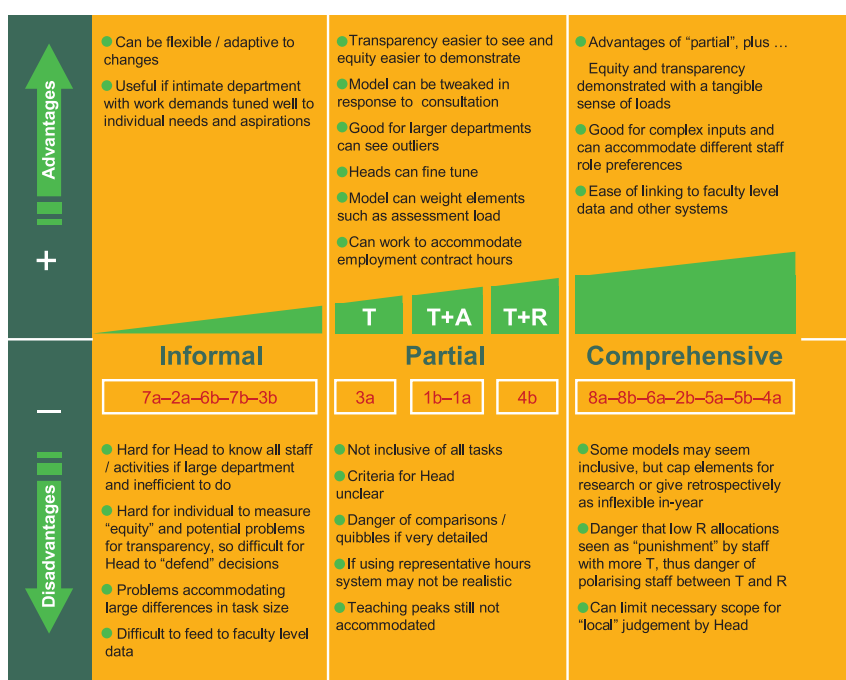 Advantages
+
● Can be flexible / adaptive to
changes
● Useful if intimate department
with work demands tuned well to
individual needs and aspirations
● Transparency easier to see and
equity easier to demonstrate
● Model can be tweaked in
response to consultation
● Good for larger departments
can see outliers
● Heads can fine tune
● Model can weight elements
such as assessment load
● Can work to accommodate
employment contract hours
● Advantages of “partial”, plus …
Equity and transparency
demonstrated with a tangible
sense of loads
● Good for complex inputs and
can accommodate different staff
role preferences
● Ease of linking to faculty level
data and other systems
T
T+A
T+R
Informal
Partial
Comprehensive
7a–2a–6b–7b–3b
3a
1b–1a
4b
8a–8b–6a–2b–5a–5b–4a
–
Disadvantages
● Hard for Head to know all staff
/ activities if large department
and inefficient to do
● Hard for individual to measure
“equity” and potential problems
for transparency, so difficult for
Head to “defend” decisions
● Problems accommodating
large differences in task size
● Difficult to feed to faculty level
data
● Not inclusive of all tasks
● Criteria for Head
unclear
● Danger of comparisons /
quibbles if very detailed
● If using representative hours
system may not be realistic
● Teaching peaks still not
accommodated
● Some models may seem
inclusive, but cap elements for
research or give retrospectively
as inflexible in-year
● Danger that low R allocations
seen as “punishment” by staff
with more T, thus danger of
polarising staff between T and R
● Can limit necessary scope for
“local” judgement by Head